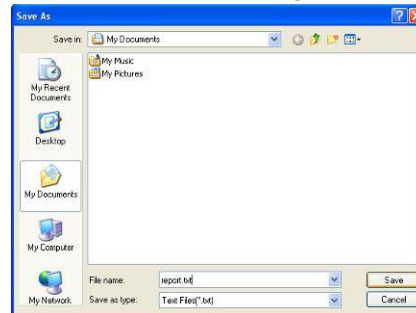 Save As
Save in: My Documents
My Music
My Pictures
My Recent
Documents
Desktop
My Documents
My Computer
My Network
File name: report.txt
Save
Save as type: Text Files(*.txt)
Cancel